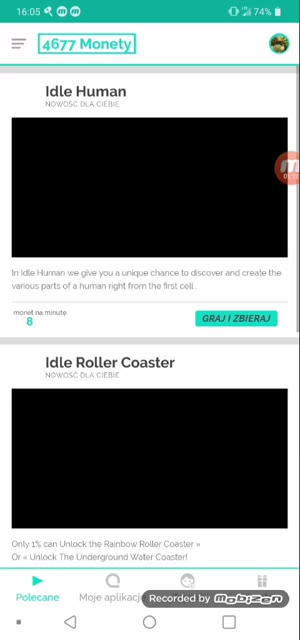 16:05 74%
4677 Monety
Idle Human
NOWOŚĆ DLA CIEBIE
In Idle Human we give you a unique chance to discover and create the
various parts of a human right from the first cell .
monet na minutę
8
GRAJ I ZBIERAJ
Idle Roller Coaster
NOWOŚĆ DLA CIEBIE
Only 1% can Unlock the Rainbow Roller Coaster »
Or « Unlock The Underground Water Coaster!
Polecane
Moje aplikacje
Recorded by mobizen